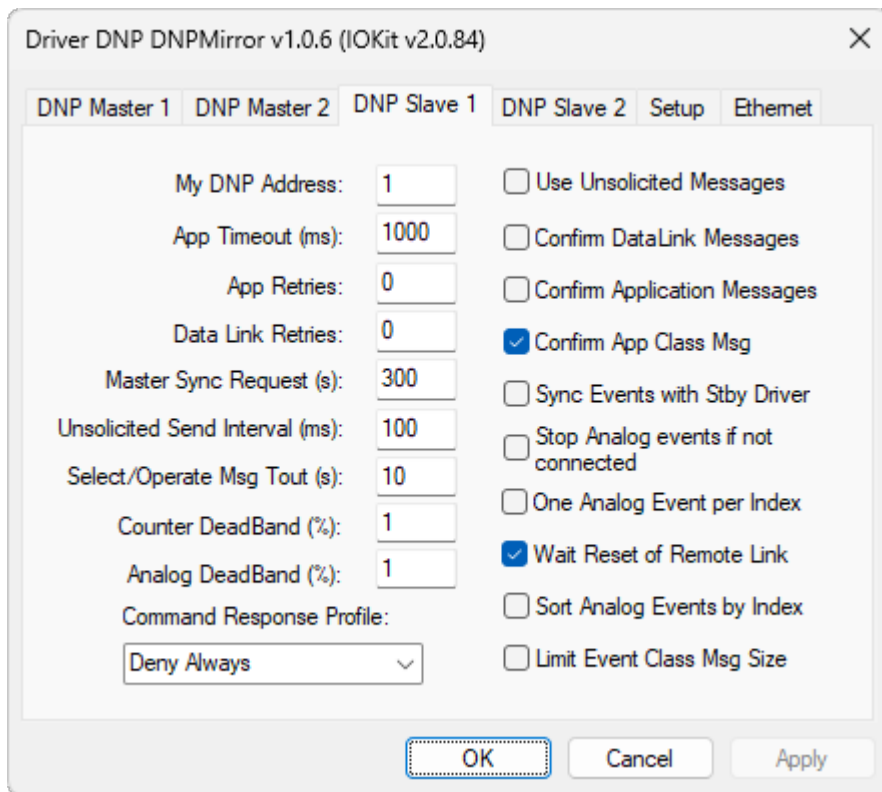 Driver DNP DNPMirror v1.0.6 (IOKit v2.0.84)
DNP Master 1 DNP Master 2 DNP Slave 1 DNP Slave 2 Setup Ethernet
My DNP Address: 1
App Timeout (ms): 1000
App Retries: 0
Data Link Retries: 0
Master Sync Request (s): 300
Unsolicited Send Interval (ms): 100
Select/Operate Msg Tout (s): 10
Counter DeadBand (%): 1
Analog DeadBand (%): 1
Command Response Profile:
Deny Always
Use Unsolicited Messages
Confirm DataLink Messages
Confirm Application Messages
Confirm App Class Msg
Sync Events with Stby Driver
Stop Analog events if not
connected
One Analog Event per Index
Wait Reset of Remote Link
Sort Analog Events by Index
Limit Event Class Msg Size
OK Cancel Apply